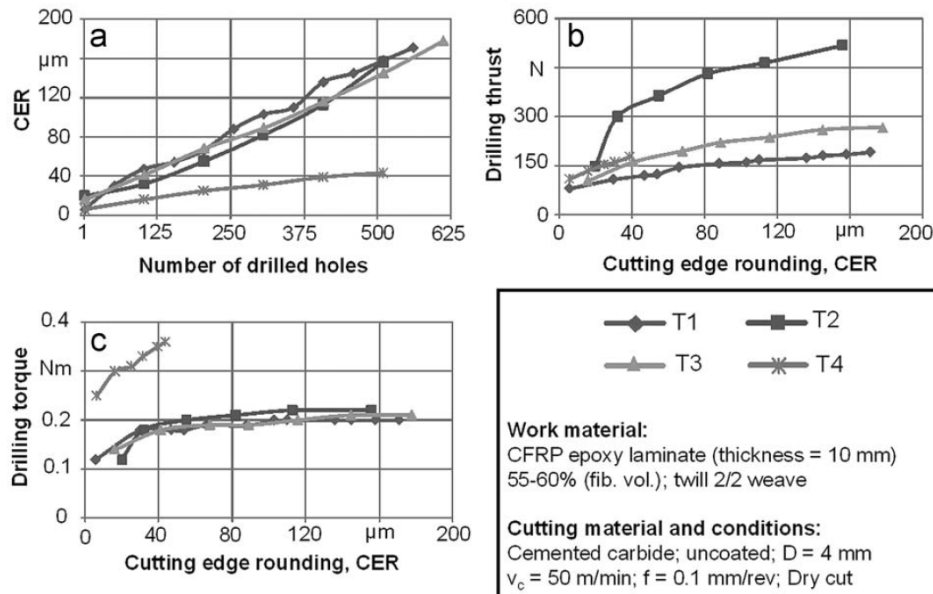 a
CER
µm
200
160
120
80
40
0
1
125
250
375
500
625
Number of drilled holes
b
Drilling thrust
600
N
300
150
0
0
40
80
120
µm
200
Cutting edge rounding, CER
c
Drilling torque
0.4
Nm
0.2
0.1
0
0
40
80
120
µm
200
Cutting edge rounding, CER
T1
T2
T3
T4
Work material:
CFRP epoxy laminate (thickness = 10 mm)
55-60% (fib. vol.); twill 2/2 weave
Cutting material and conditions:
Cemented carbide; uncoated; D = 4 mm
vc = 50 m/min; f = 0.1 mm/rev; Dry cut